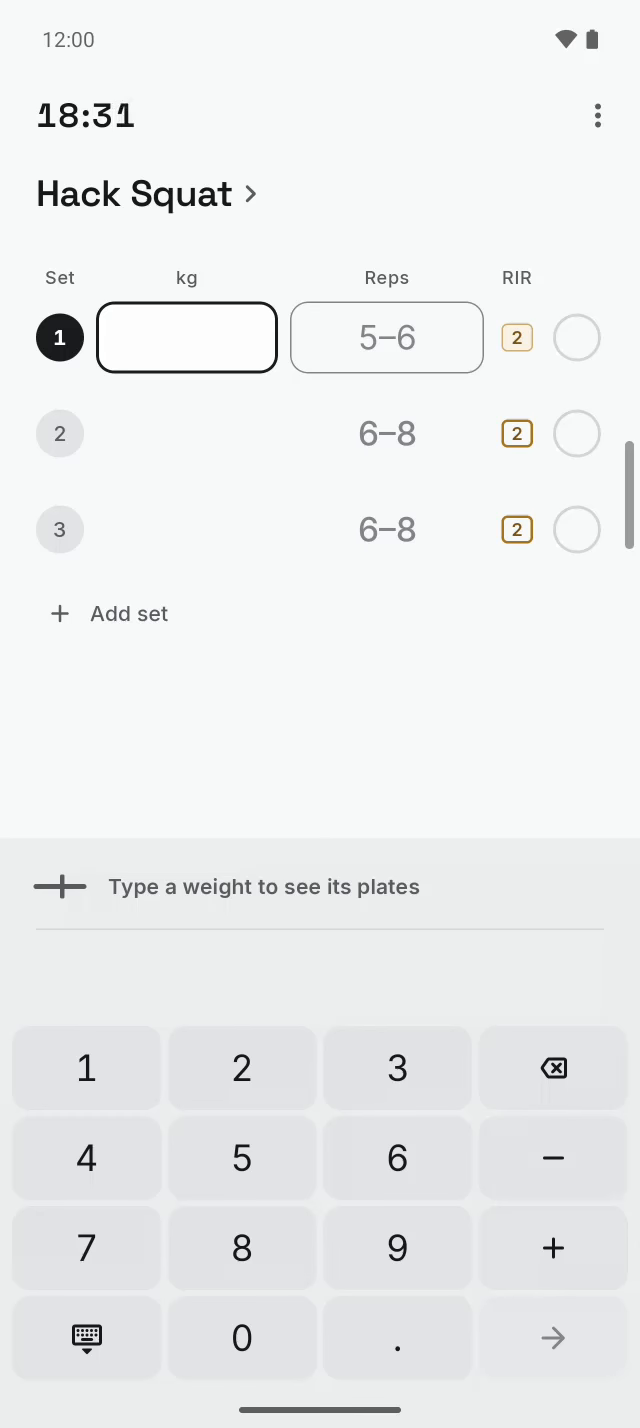 12:00
18:31
Hack Squat
Set kg Reps RIR
1 5–6 2
2 6–8 2
3 6–8 2
+ Add set
Type a weight to see its plates
1 2 3
4 5 6 −
7 8 9 +
0 .